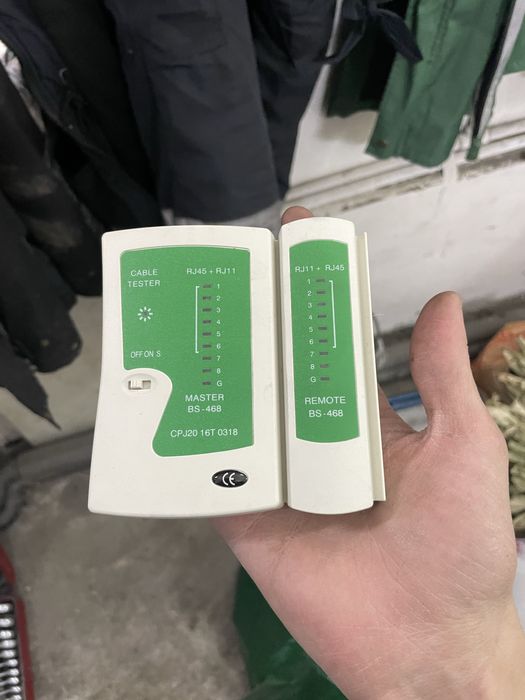 CABLE
TESTER
RJ45 + RJ11
1
2
3
4
5
6
7
8
G
OFF ON S
MASTER
BS-468
CPJ20 16T 0318
CE
RJ11 + RJ45
1
2
3
4
5
6
7
8
G
REMOTE
BS-468